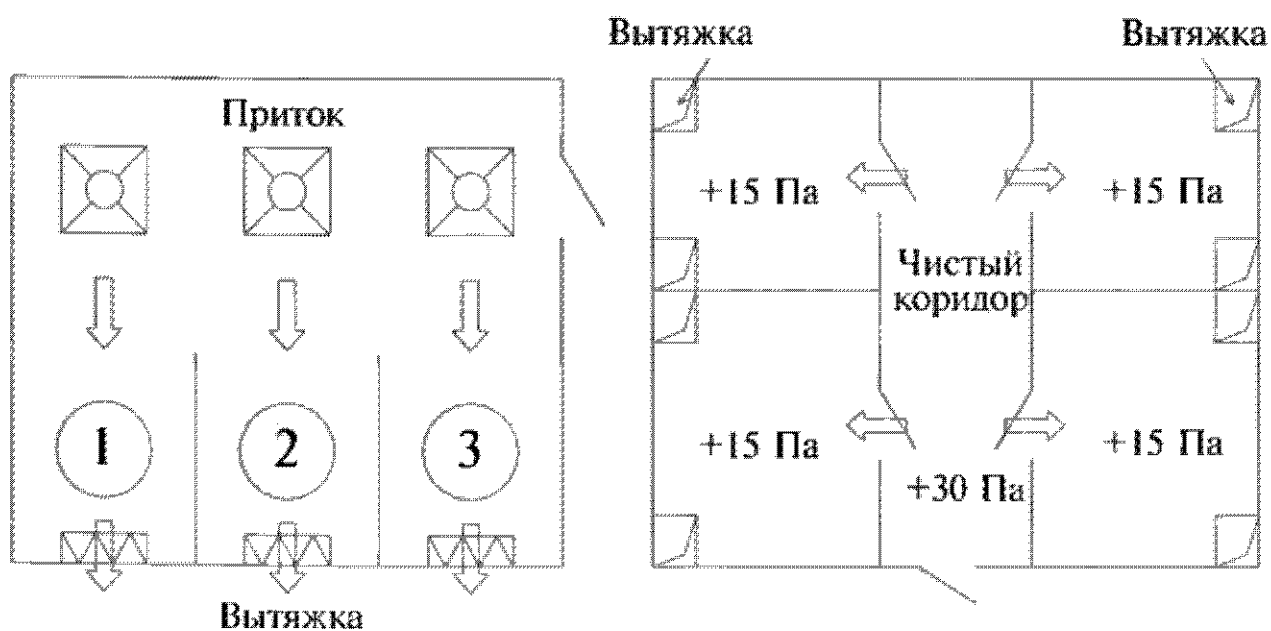 Вытяжка
Вытяжка
Приток
+15 Па
+15 Па
Чистый
коридор
1
2
3
+15 Па
+15 Па
+30 Па
Вытяжка